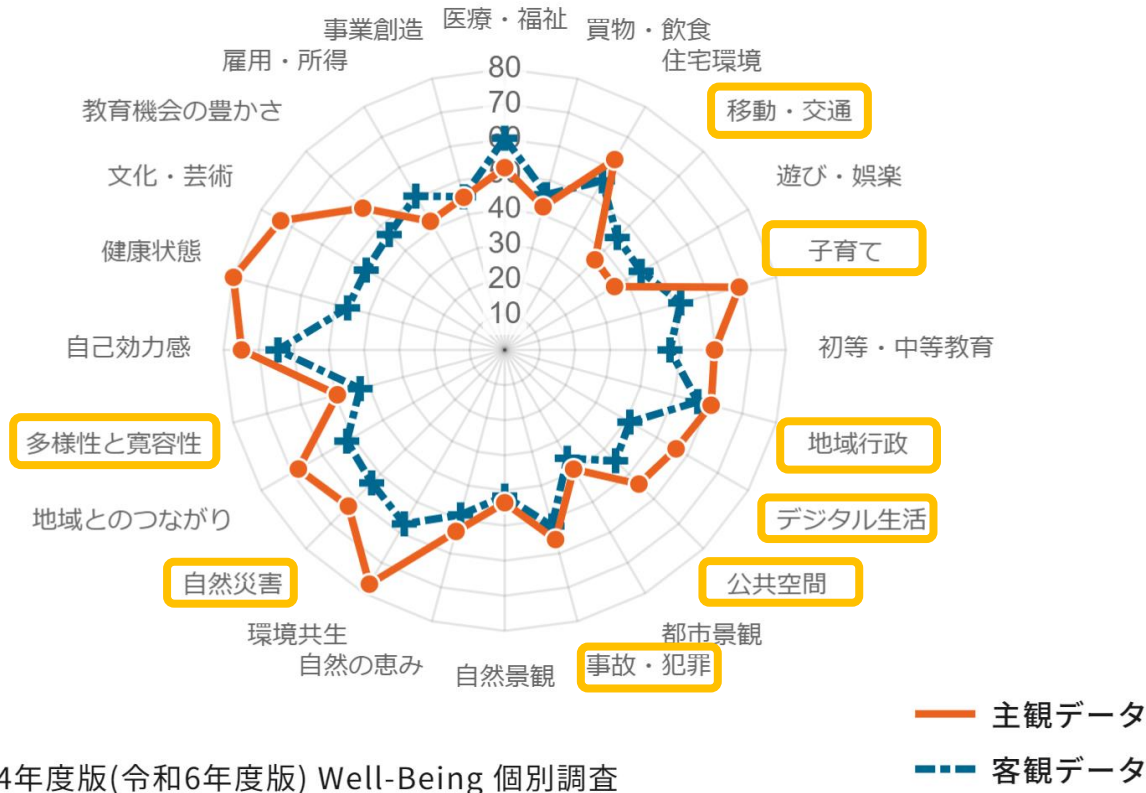 医療・福祉
事業創造
買物・飲食
雇用・所得
住宅環境
教育機会の豊かさ
移動・交通
文化・芸術
遊び・娯楽
健康状態
子育て
自己効力感
初等・中等教育
多様性と寛容性
地域行政
地域とのつながり
デジタル生活
自然災害
公共空間
環境共生
都市景観
自然の恵み
事故・犯罪
自然景観
80
70
40
30
20
10
主観データ
客観データ
4年度版(令和6年度版) Well-Being 個別調査